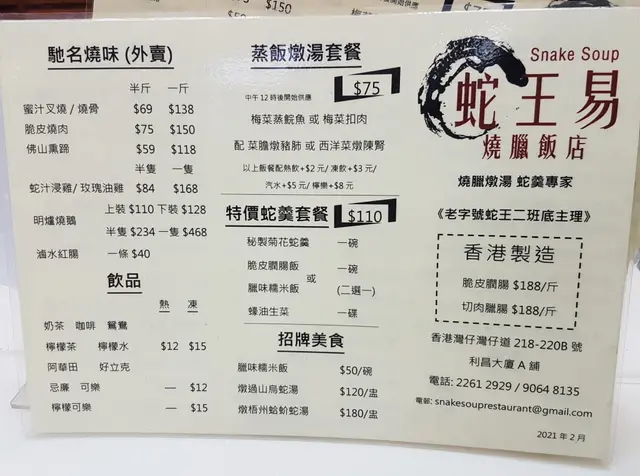 $150
馳名燒味 (外賣)
半斤 一斤
蜜汁叉燒 / 燒骨 $69 $138
脆皮燒肉 $75 $150
佛山熏蹄 $59 $118
半隻 一隻
蛇汁浸雞/ 玫瑰油雞 $84 $168
明爐燒鵝 上裝 $110 下裝 $128
半隻 $234 一隻 $468
滷水紅腸 一條 $40
飲品
熱 凍
奶茶 咖啡 鴛鴦
檸檬茶 檸檬水 $12 $15
阿華田 好立克
忌廉 可樂 — $12
檸檬可樂 — $15
蒸飯燉湯套餐
$75
中午12時後開始供應
梅菜蒸鯇魚 或 梅菜扣肉
配 菜膽燉豬肺 或 西洋菜燉陳腎
以上飯餐配熱飲+$2元/ 凍飲+$3元/
汽水+$5元/ 檸樂+$8元
特價蛇羹套餐 $110
秘製菊花蛇羹 一碗
脆皮膶腸飯 一碗
或
臘味糯米飯 (二選一)
蠔油生菜 一碟
招牌美食
臘味糯米飯 $50/碗
燉過山烏蛇湯 $120/盅
燉梧州蛤蚧蛇湯 $180/盅
Snake Soup
蛇王易
燒臘飯店
燒臘燉湯 蛇羹專家
《老字號蛇王二班底主理》
香港製造
脆皮膶腸 $188/斤
切肉臘腸 $188/斤
香港灣仔灣仔道 218-220B 號
利昌大廈 A 舖
電話: 2261 2929 / 9064 8135
電郵: snakesouprestaurant@gmail.com
2021 年 2 月